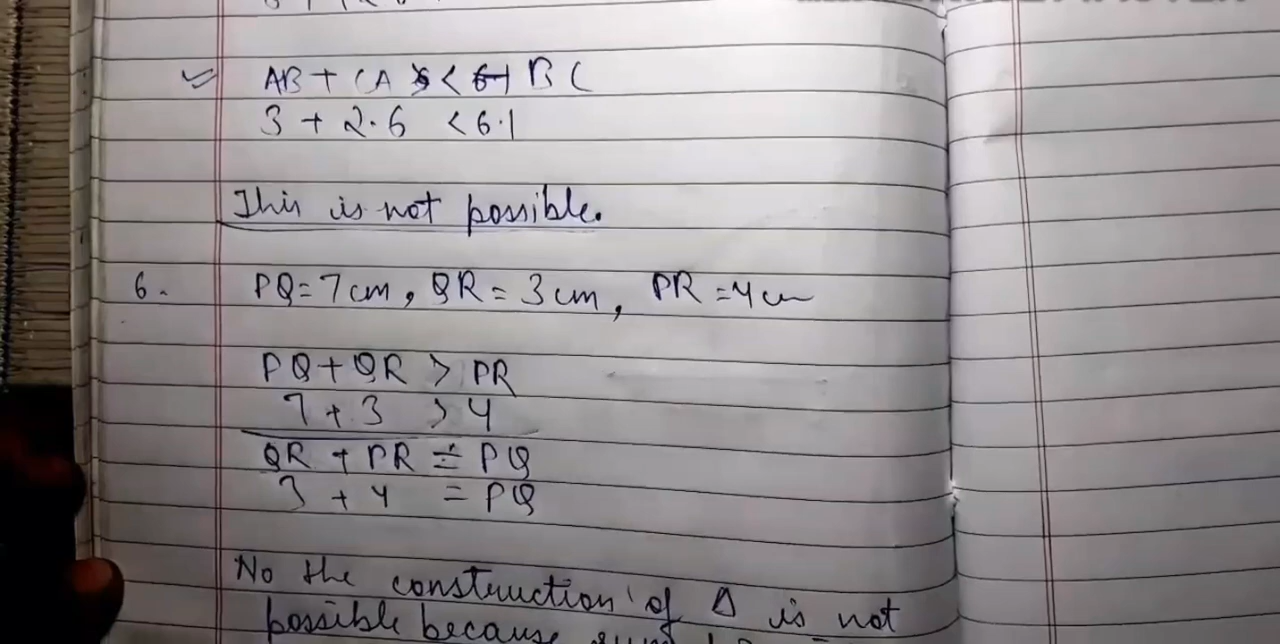 AB + CA < BC
3 + 2.6 < 6.1
This is not possible.
6. PQ = 7 cm, QR = 3 cm, PR = 4 cm
PQ + QR > PR
7 + 3 > 4
QR + PR = PQ
3 + 4 = PQ
No the construction of Δ is not
possible because